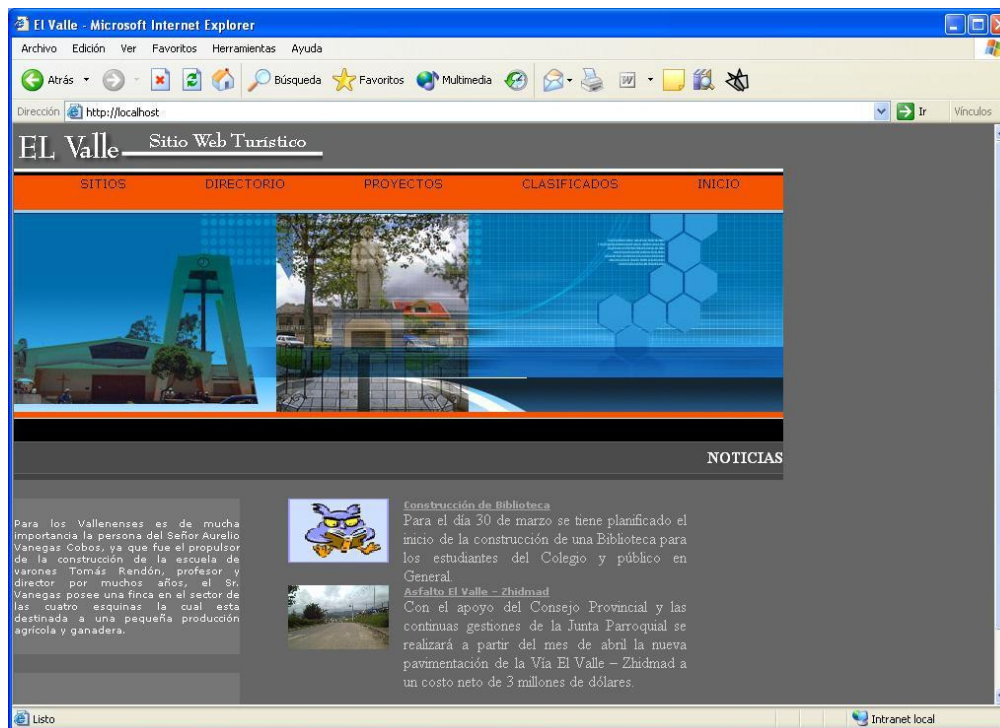 El Valle - Microsoft Internet Explorer
Archivo Edición Ver Favoritos Herramientas Ayuda
Atrás Búsqueda Favoritos Multimedia
Dirección http://localhost Ir Vínculos
EL Valle Sitio Web Turístico
SITIOS DIRECTORIO PROYECTOS CLASIFICADOS INICIO
NOTICIAS
Para los Vallenenses es de mucha
importancia la persona del Señor Aurelio
Vanegas Cobos, ya que fue el propulsor
de la construcción de la escuela de
varones Tomás Rendón, profesor y
director por muchos años, el Sr.
Vanegas posee una finca en el sector de
las cuatro esquinas la cual esta
destinada a una pequeña producción
agrícola y ganadera.
Construcción de Biblioteca
Para el día 30 de marzo se tiene planificado el
inicio de la construcción de una Biblioteca para
los estudiantes del Colegio y público en
General.
Asfalto El Valle – Zhidmad
Con el apoyo del Consejo Provincial y las
continuas gestiones de la Junta Parroquial se
realizará a partir del mes de abril la nueva
pavimentación de la Vía El Valle – Zhidmad a
un costo neto de 3 millones de dólares.
Listo Intranet local